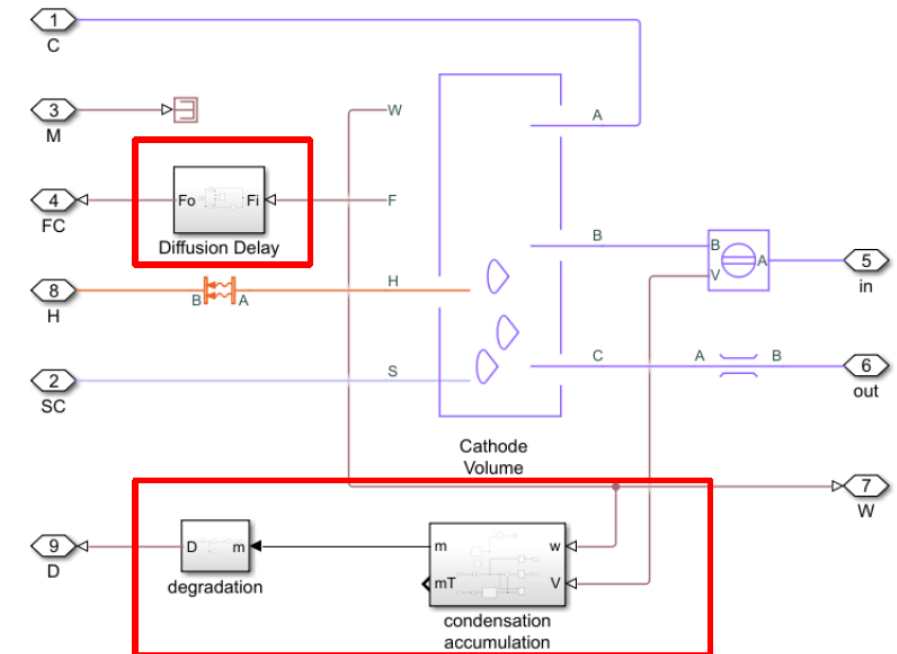 1
C
W
A
3
M
Fo
Fi
F
4
FC
Diffusion Delay
B
B
V
A
5
in
8
H
B
A
H
2
SC
S
C
A
B
6
out
Cathode
Volume
7
W
9
D
D
m
degradation
m
mT
w
V
condensation
accumulation